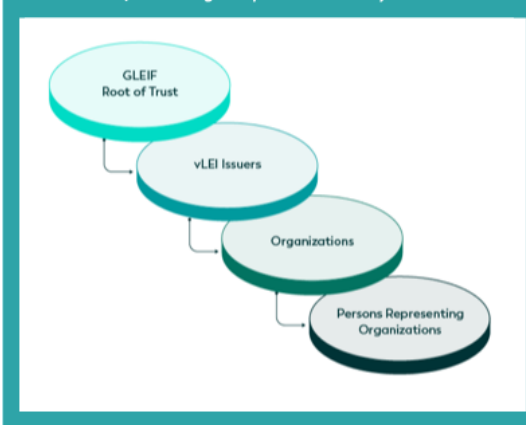 GLEIF
Root of Trust
vLEI Issuers
Organizations
Persons Representing
Organizations